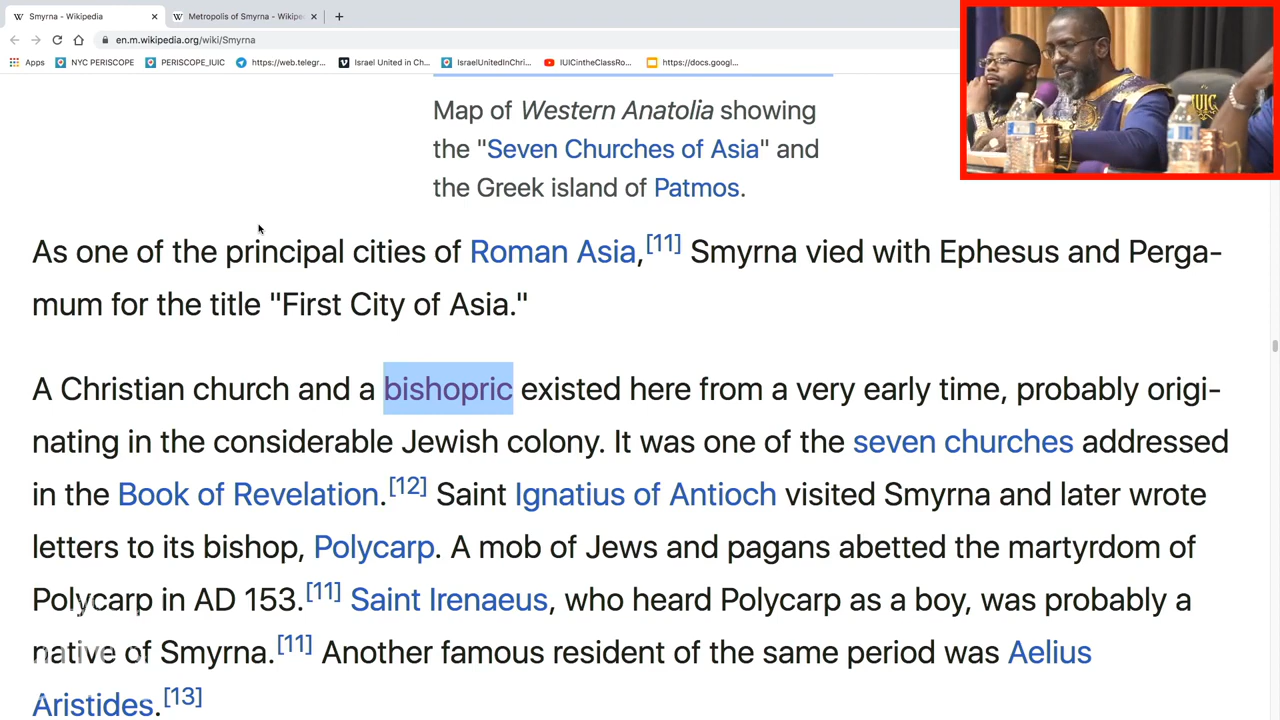 Smyrna - Wikipedia
Metropolis of Smyrna - Wikipe
en.m.wikipedia.org/wiki/Smyrna
Apps NYC PERISCOPE PERISCOPE_IUIC https://web.telegr... Israel United in Ch... IsraelUnitedInChri... IUICintheClassRo... https://docs.googl...
IUIC
Map of Western Anatolia showing
the "Seven Churches of Asia" and
the Greek island of Patmos.
As one of the principal cities of Roman Asia,[11] Smyrna vied with Ephesus and Perga-
mum for the title "First City of Asia."
A Christian church and a bishopric existed here from a very early time, probably origi-
nating in the considerable Jewish colony. It was one of the seven churches addressed
in the Book of Revelation.[12] Saint Ignatius of Antioch visited Smyrna and later wrote
letters to its bishop, Polycarp. A mob of Jews and pagans abetted the martyrdom of
Polycarp in AD 153.[11] Saint Irenaeus, who heard Polycarp as a boy, was probably a
native of Smyrna.[11] Another famous resident of the same period was Aelius
Aristides.[13]